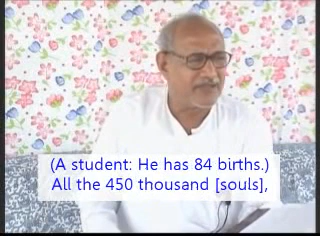 (A student: He has 84 births.)
All the 450 thousand [souls],